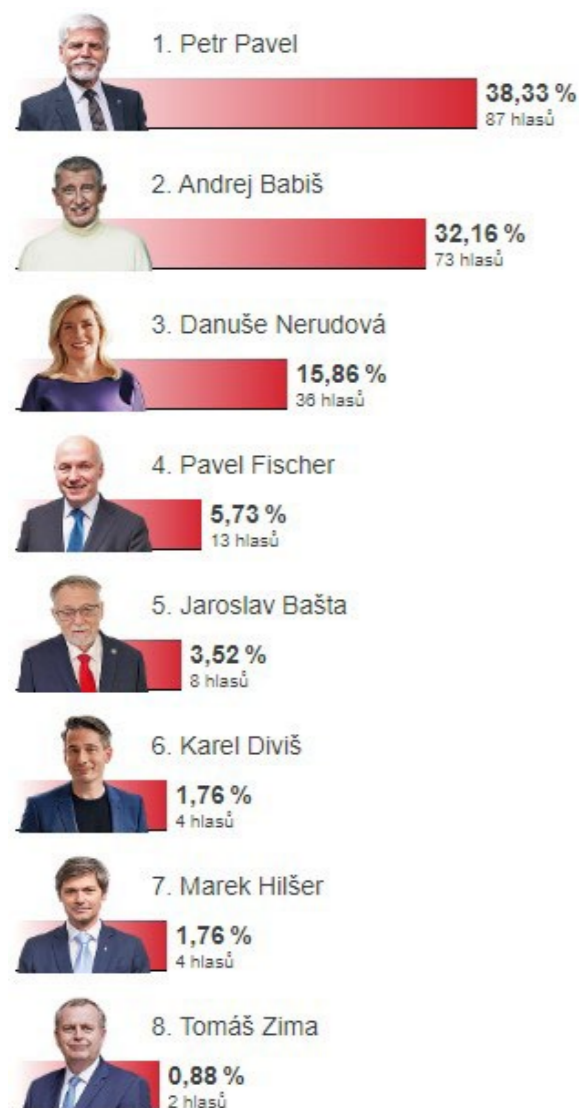 1. Petr Pavel
38,33 %
87 hlasů
2. Andrej Babiš
32,16 %
73 hlasů
3. Danuše Nerudová
15,86 %
36 hlasů
4. Pavel Fischer
5,73 %
13 hlasů
5. Jaroslav Bašta
3,52 %
8 hlasů
6. Karel Diviš
1,76 %
4 hlasů
7. Marek Hilšer
1,76 %
4 hlasů
8. Tomáš Zima
0,88 %
2 hlasů